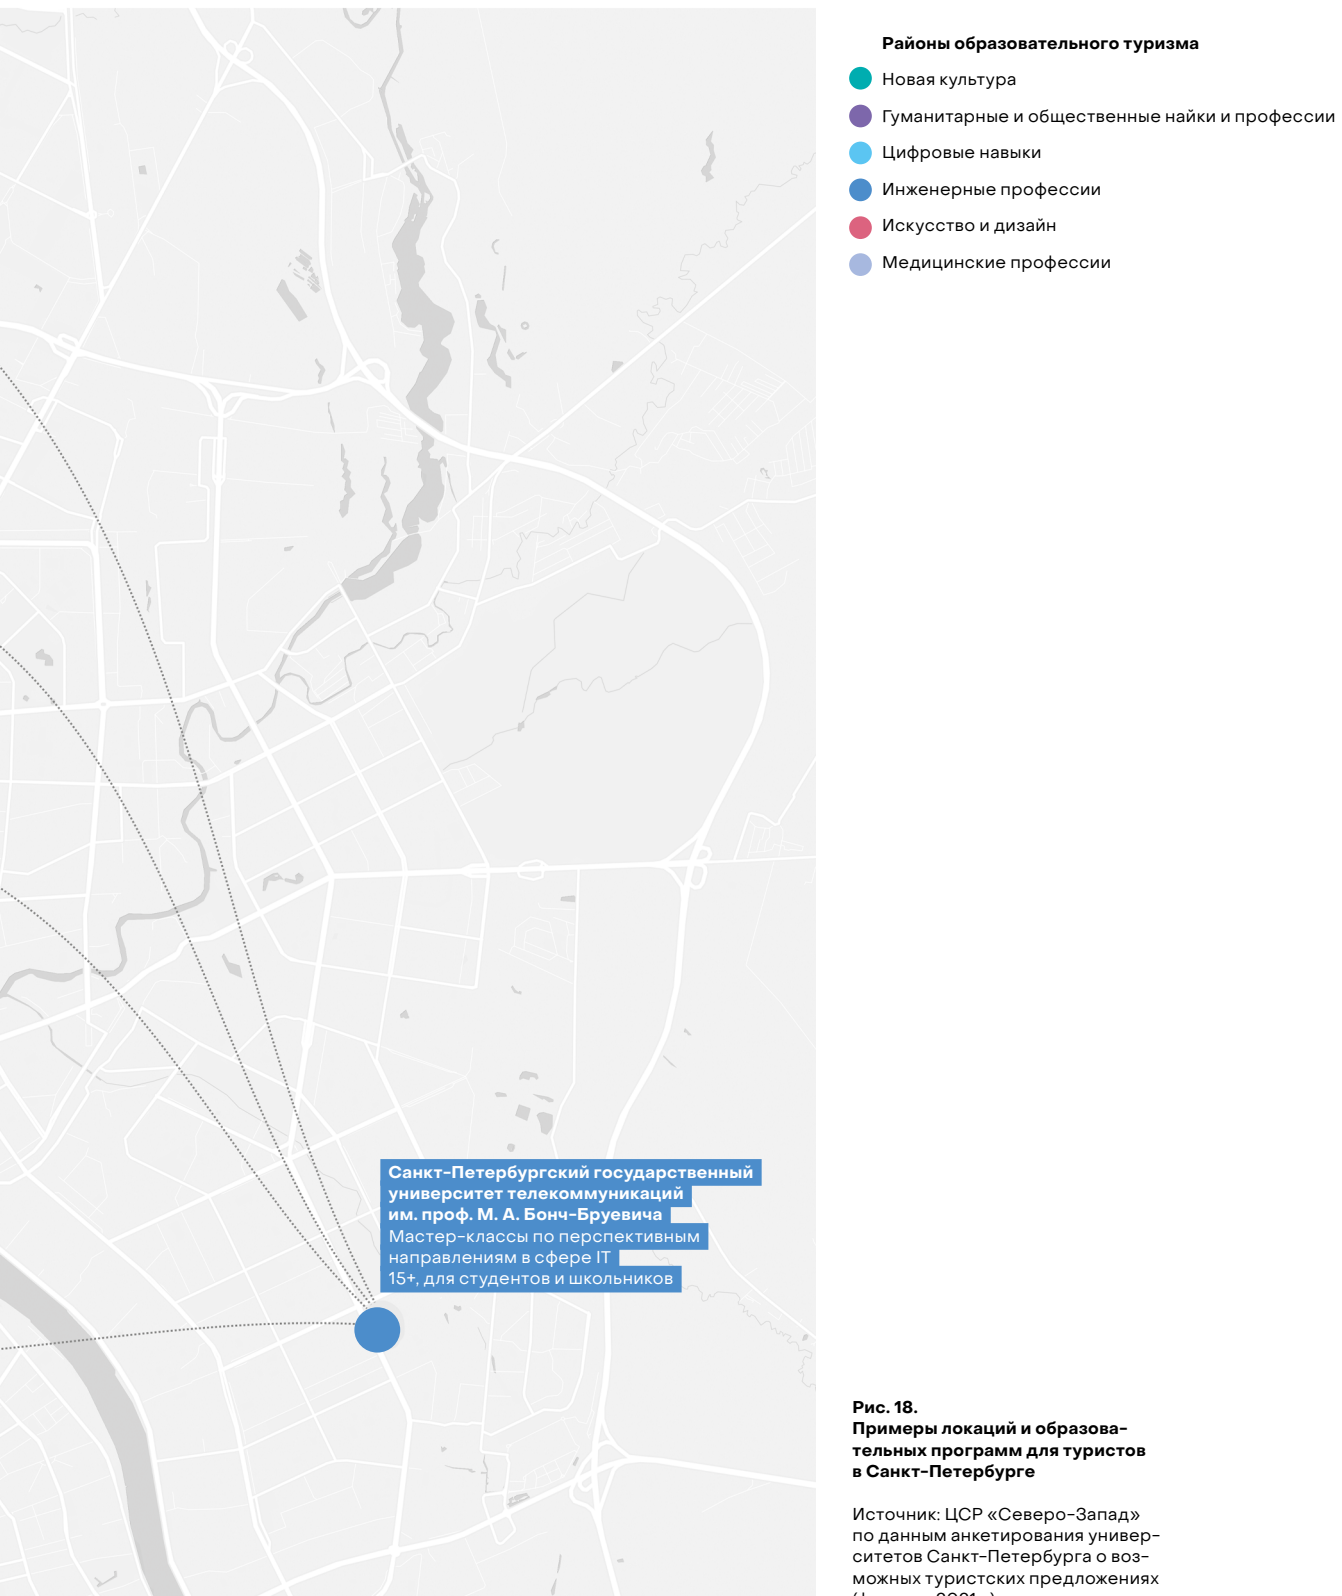 Районы образовательного туризма
Новая культура
Гуманитарные и общественные найки и профессии
Цифровые навыки
Инженерные профессии
Искусство и дизайн
Медицинские профессии
Санкт-Петербургский государственный
университет телекоммуникаций
им. проф. М. А. Бонч-Бруевича
Мастер-классы по перспективным
направлениям в сфере IT
15+, для студентов и школьников
Рис. 18.
Примеры локаций и образова-
тельных программ для туристов
в Санкт-Петербурге
Источник: ЦСР «Северо-Запад»
по данным анкетирования универ-
ситетов Санкт-Петербурга о воз-
можных туристских предложениях